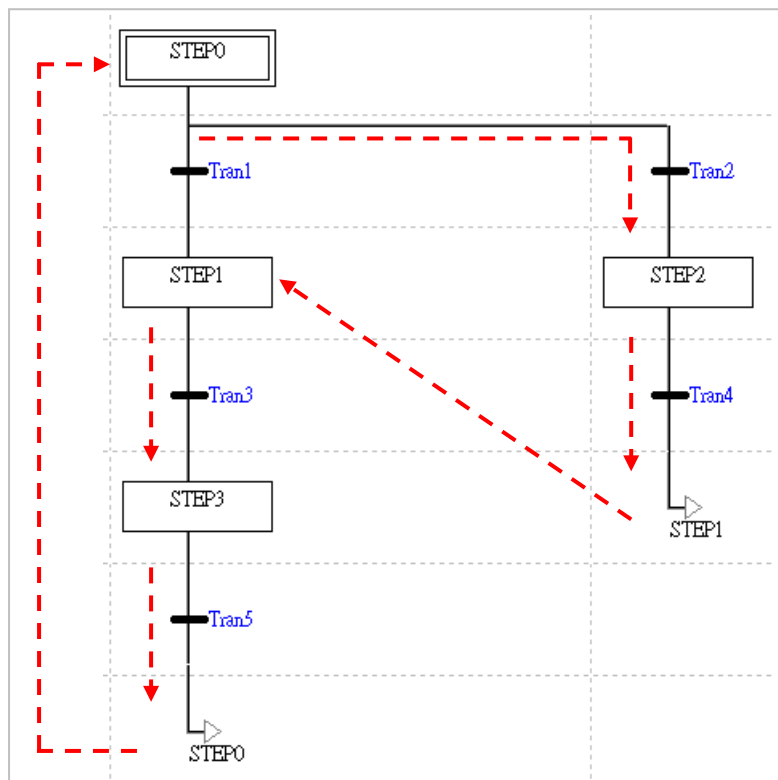 STEP0
Tran1
Tran2
STEP1
STEP2
Tran3
Tran4
STEP3
STEP1
Tran5
STEP0